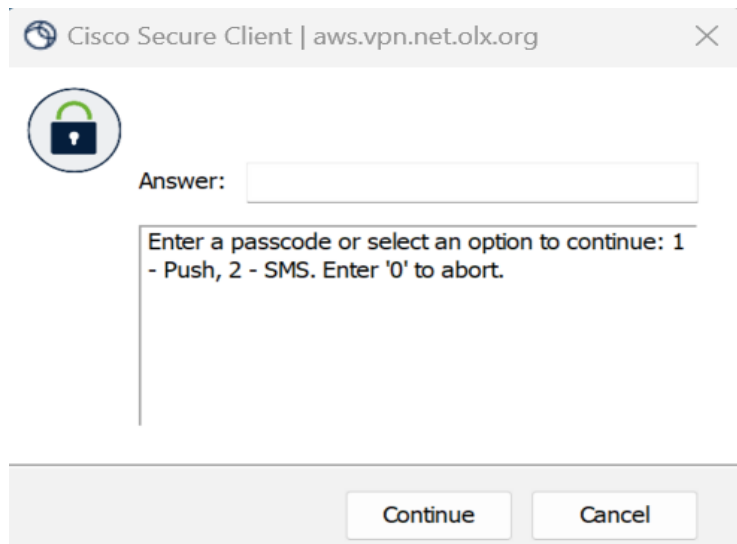 Cisco Secure Client | aws.vpn.net.olx.org
Answer:
Enter a passcode or select an option to continue: 1
- Push, 2 - SMS. Enter '0' to abort.
Continue
Cancel